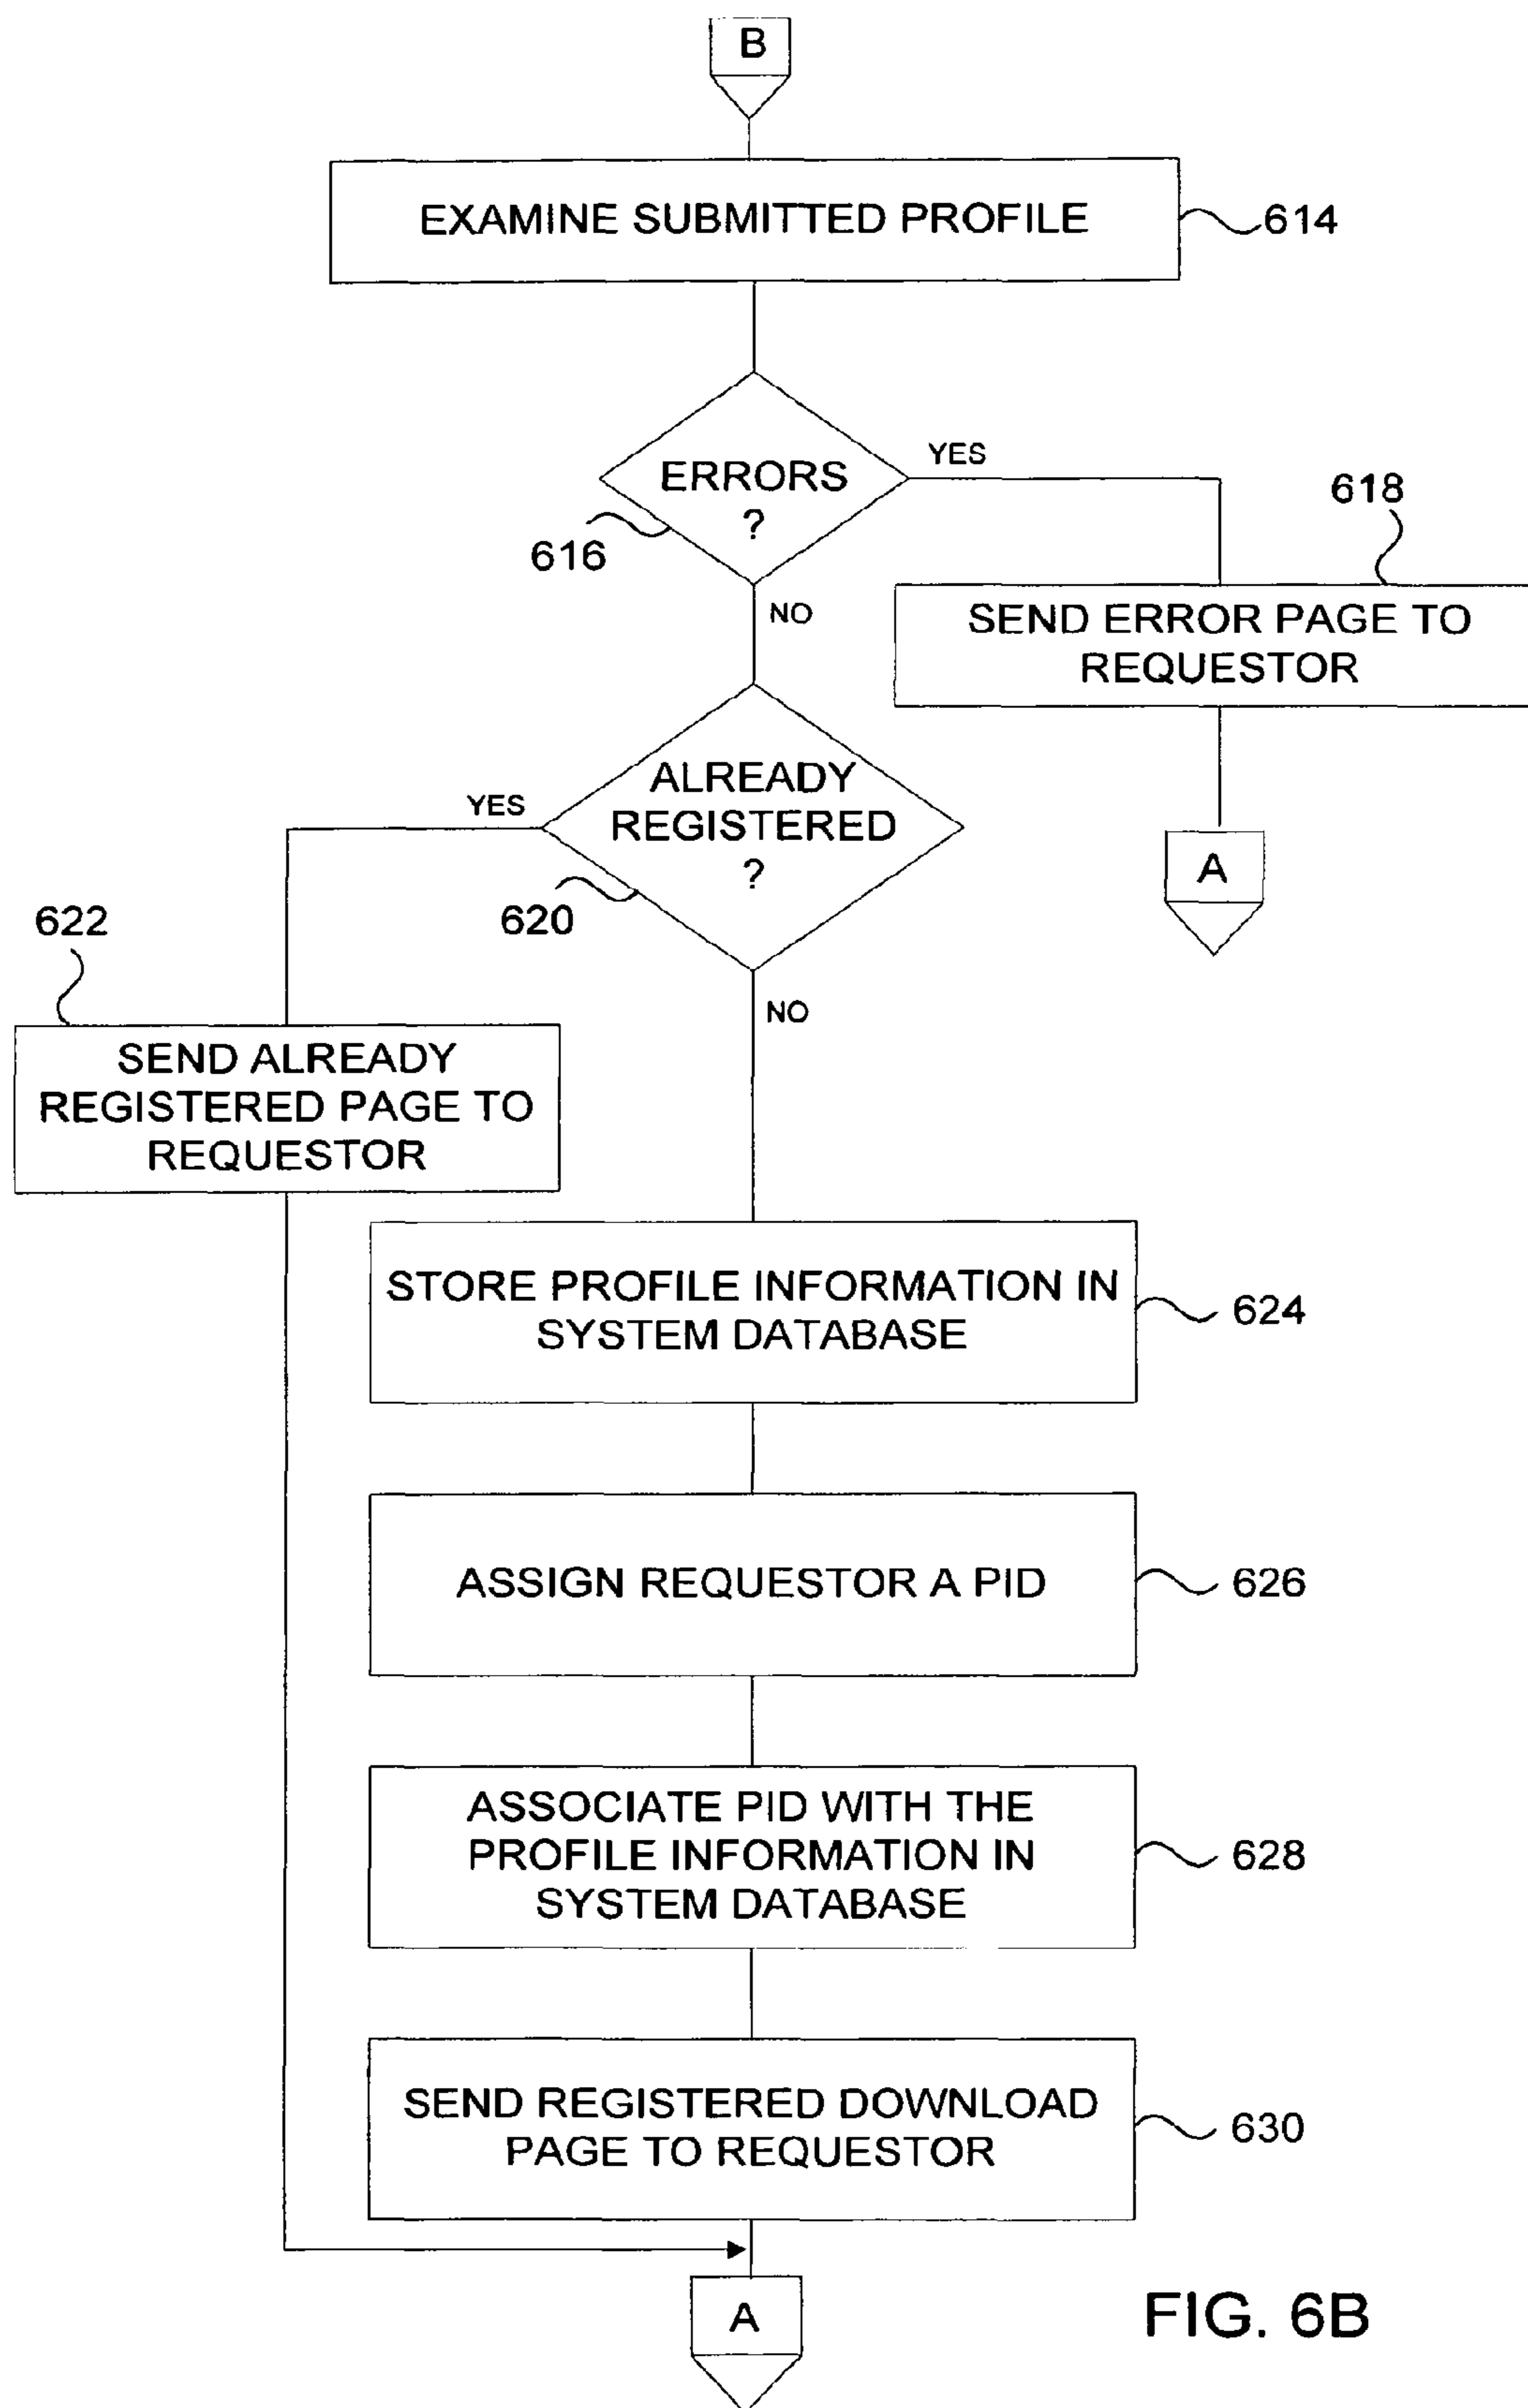 B
EXAMINE SUBMITTED PROFILE
614
ERRORS
?
YES
616
618
NO
SEND ERROR PAGE TO
REQUESTOR
ALREADY
REGISTERED
?
YES
A
622
620
NO
SEND ALREADY
REGISTERED PAGE TO
REQUESTOR
STORE PROFILE INFORMATION IN
SYSTEM DATABASE
624
ASSIGN REQUESTOR A PID
626
ASSOCIATE PID WITH THE
PROFILE INFORMATION IN
SYSTEM DATABASE
628
SEND REGISTERED DOWNLOAD
PAGE TO REQUESTOR
630
A
FIG. 6B